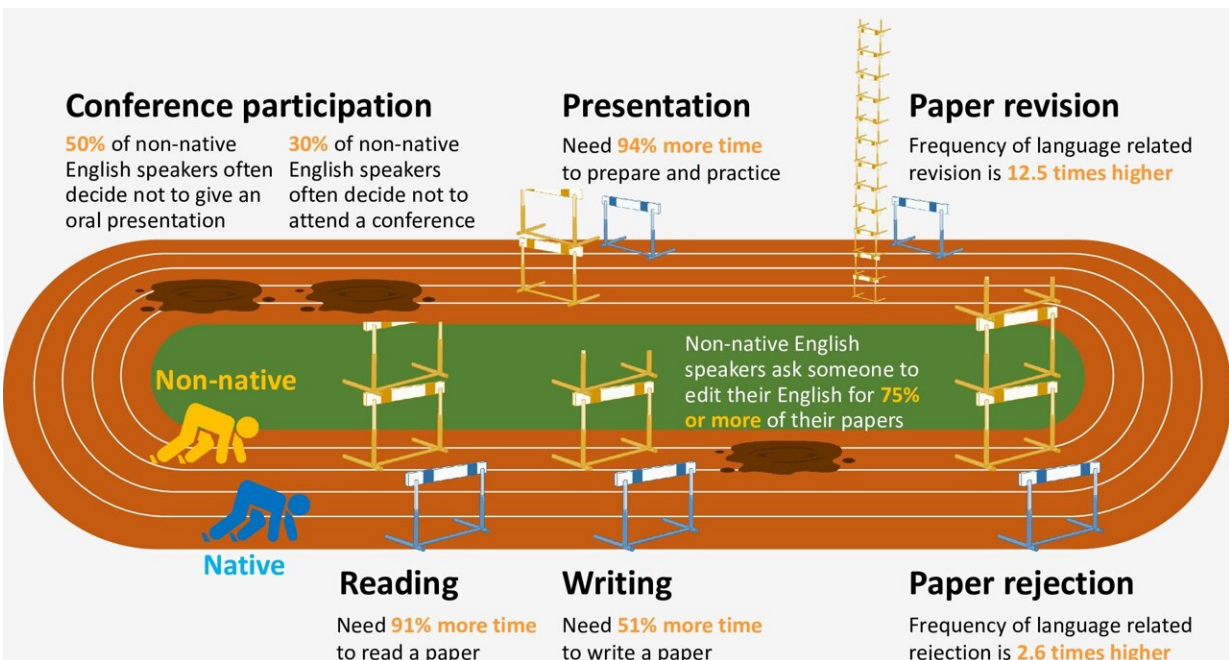 Conference participation
50% of non-native
English speakers often
decide not to give an
oral presentation
30% of non-native
English speakers
often decide not to
attend a conference
Presentation
Need 94% more time
to prepare and practice
Paper revision
Frequency of language related
revision is 12.5 times higher
Non-native
Native
Non-native English
speakers ask someone to
edit their English for 75%
or more of their papers
Reading
Need 91% more time
to read a paper
Writing
Need 51% more time
to write a paper
Paper rejection
Frequency of language related
rejection is 2.6 times higher